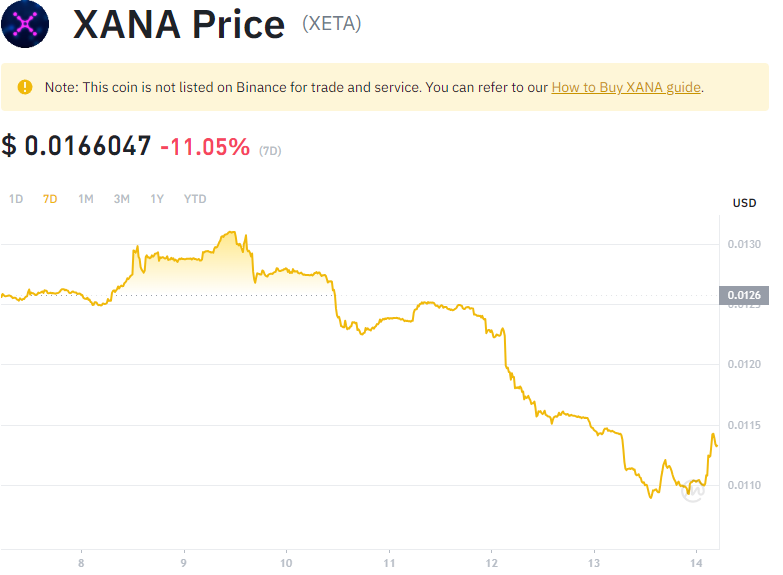 XANA Price (XETA)
Note: This coin is not listed on Binance for trade and service. You can refer to our How to Buy XANA guide.
$ 0.0166047 -11.05% (7D)
1D 7D 1M 3M 1Y YTD
USD
0.0130
0.0126
0.0125
0.0120
0.0115
0.0110
8 9 10 11 12 13 14